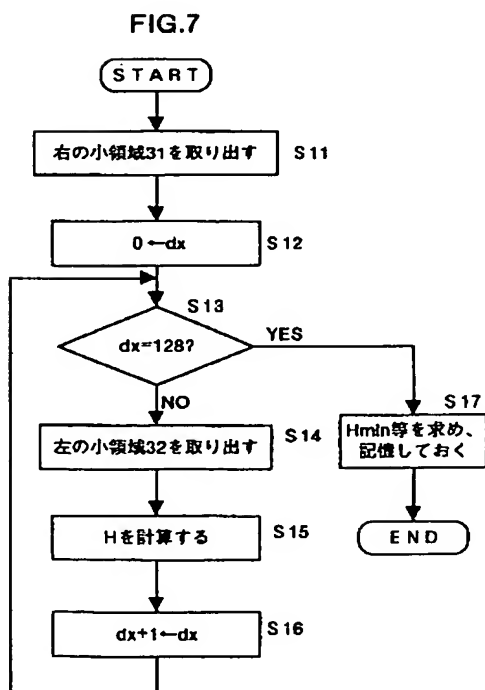 FIG.7
START
右の小領域31を取り出す S11
0←dx S12
S13
dx=128?
YES
NO
左の小領域32を取り出す S14
Hを計算する S15
dx+1←dx S16
S17
Hmin等を求め、
記憶しておく
END